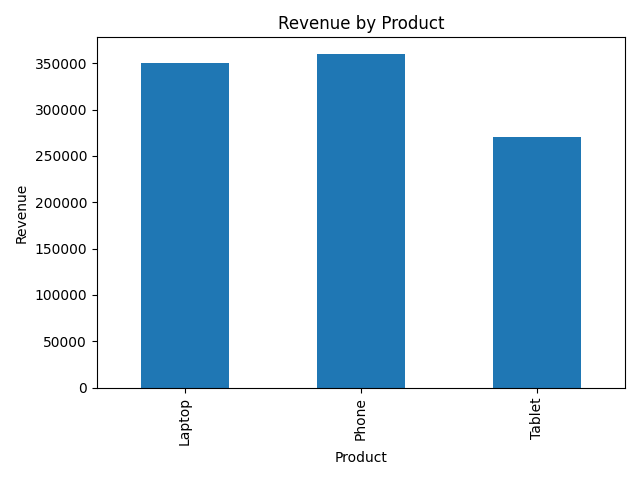 Revenue by Product
Revenue
350000
300000
250000
200000
150000
100000
50000
0
Laptop
Phone
Tablet
Product